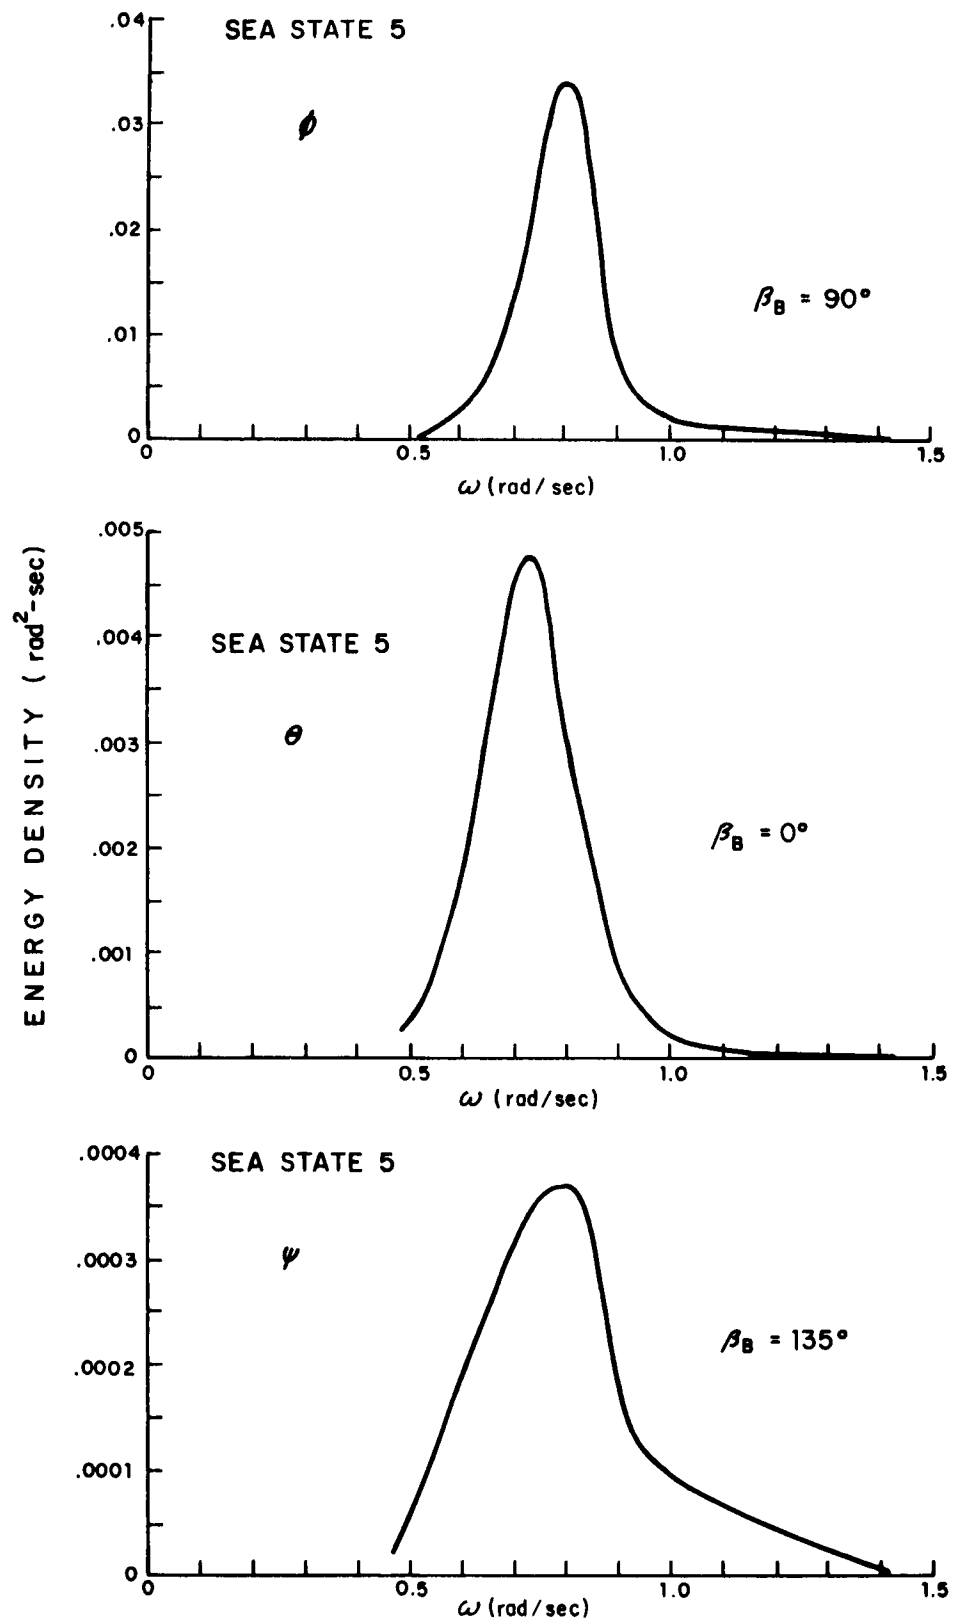 .04
SEA STATE 5
ϕ
.03
.02
β_B = 90°
.01
0
0 0.5 1.0 1.5
ω (rad/sec)
ENERGY DENSITY (rad²-sec)
.005
.004
SEA STATE 5
θ
.003
.002
β_B = 0°
.001
0
0 0.5 1.0 1.5
ω (rad/sec)
.0004
SEA STATE 5
.0003
ψ
.0002
β_B = 135°
.0001
0
0 0.5 1.0 1.5
ω (rad/sec)